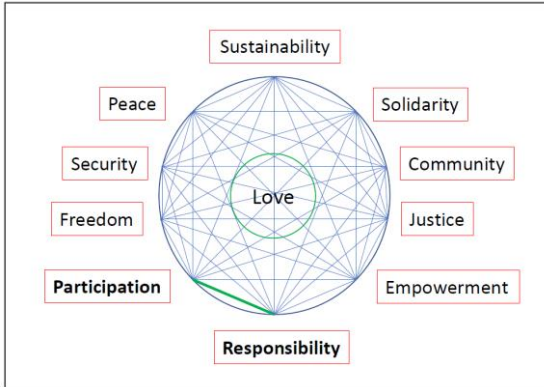 Sustainability
Peace
Solidarity
Security
Community
Love
Freedom
Justice
Participation
Empowerment
Responsibility